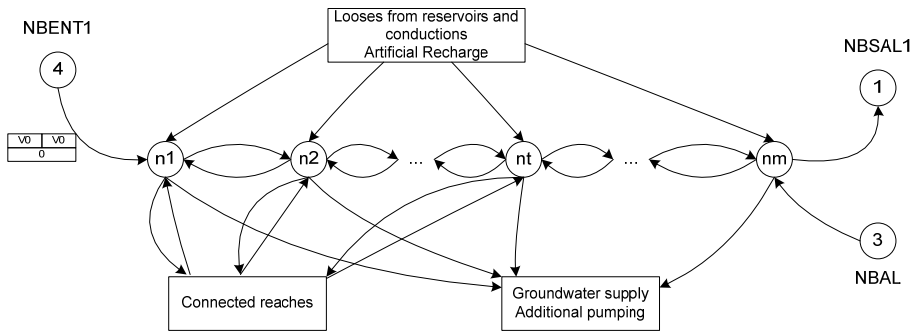 NBENT1
Looses from reservoirs and
conductions
Artificial Recharge
NBSAL1
4
1
V0 V0
0
n1
n2
...
nt
...
nm
3
NBAL
Connected reaches
Groundwater supply
Additional pumping